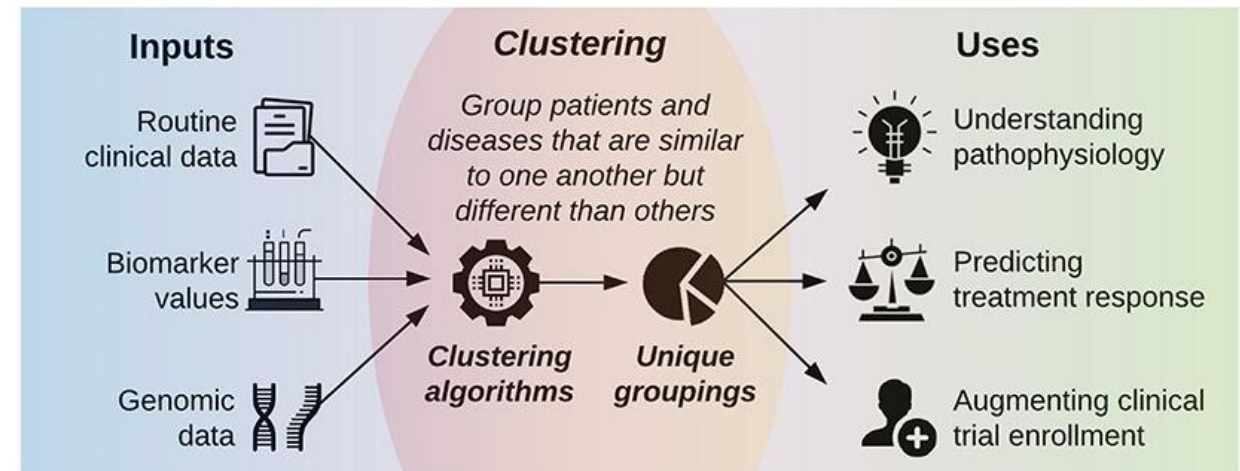 Inputs
Routine
clinical data
Biomarker
values
Genomic
data
Clustering
Group patients and
diseases that are similar
to one another but
different than others
Clustering
algorithms
Unique
groupings
Uses
Understanding
pathophysiology
Predicting
treatment response
Augmenting clinical
trial enrollment